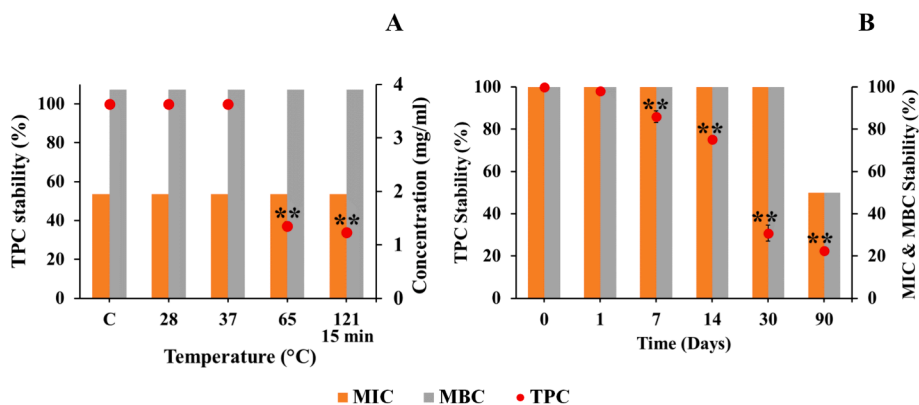 A
TPC stability (%)
100
80
60
40
20
0
**
**
4
3
2
1
0
Concentration (mg/ml)
C 28 37 65 121
15 min
Temperature (°C)
B
TPC Stability (%)
100
80
60
40
20
0
**
**
**
**
100
80
60
40
20
0
MIC & MBC Stability (%)
0 1 7 14 30 90
Time (Days)
MIC MBC TPC